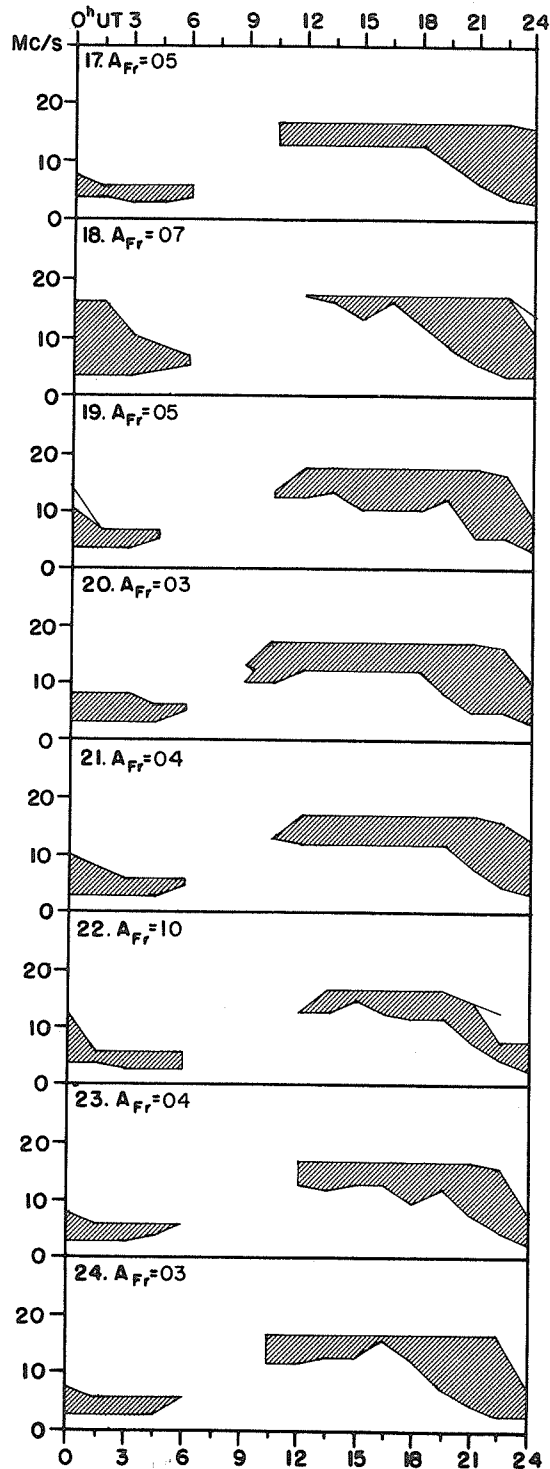 0ʰUT 3 6 9 12 15 18 21 24
Mc/s
17. A_Fr=05
20
10
0
18. A_Fr=07
20
10
0
19. A_Fr=05
20
10
0
20. A_Fr=03
20
10
0
21. A_Fr=04
20
10
0
22. A_Fr=10
20
10
0
23. A_Fr=04
20
10
0
24. A_Fr=03
20
10
0
0 3 6 9 12 15 18 21 24